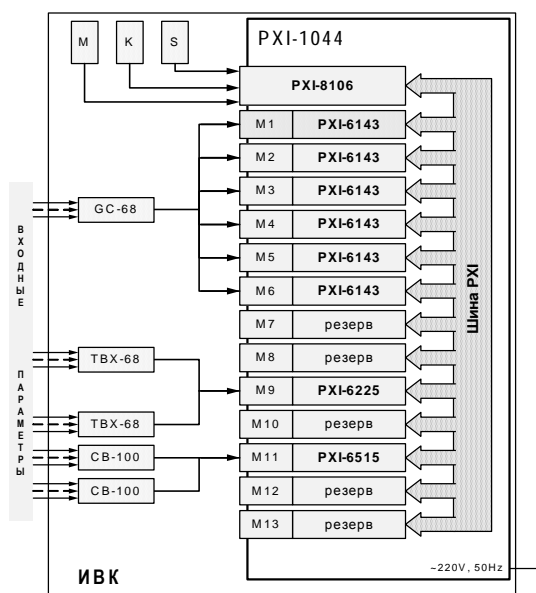 PXI-1044
M K S
PXI-8106
M1 PXI-6143
M2 PXI-6143
M3 PXI-6143
M4 PXI-6143
M5 PXI-6143
M6 PXI-6143
M7 резерв
M8 резерв
M9 PXI-6225
M10 резерв
M11 PXI-6515
M12 резерв
M13 резерв
GC-68
TBX-68
TBX-68
CB-100
CB-100
ВХОДНЫЕ
ПАРАМЕТРЫ
Шина PXI
~220V, 50Hz
ИВК